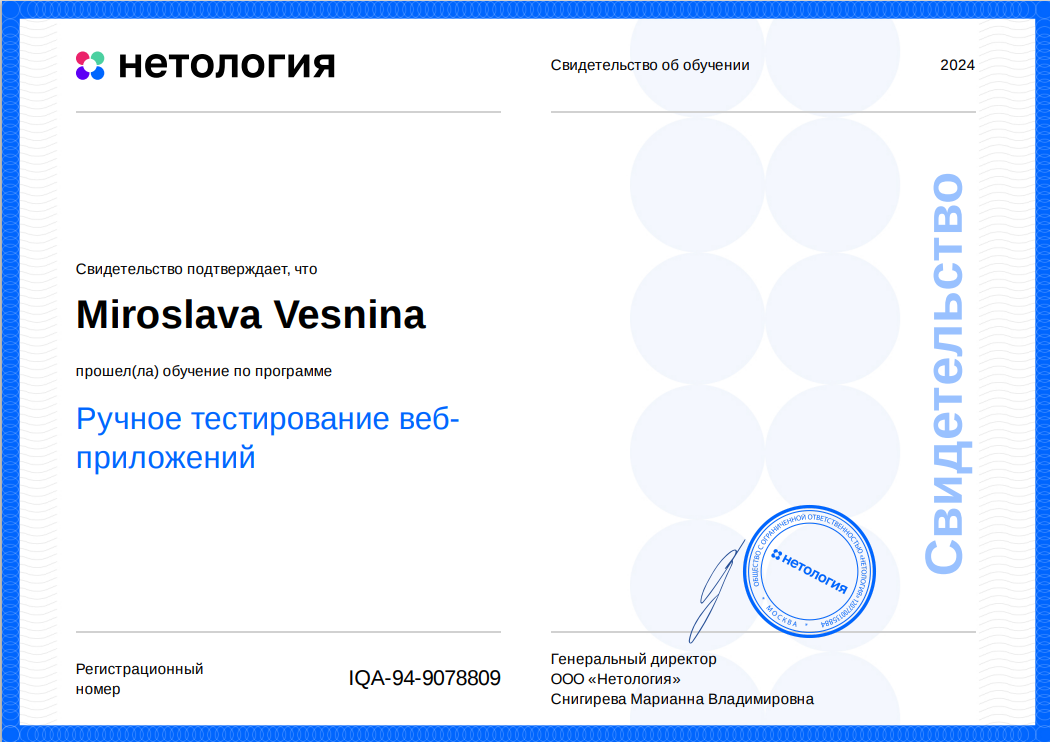 нетология
Свидетельство об обучении
2024
Свидетельство подтверждает, что
Miroslava Vesnina
прошел(ла) обучение по программе
Ручное тестирование веб-
приложений
Свидетельство
ОБЩЕСТВО С ОГРАНИЧЕННОЙ ОТВЕТСТВЕННОСТЬЮ «НЕТОЛОГИЯ»
МОСКВА
нетология
Регистрационный
номер
IQA-94-9078809
Генеральный директор
ООО «Нетология»
Снигирева Марианна Владимировна